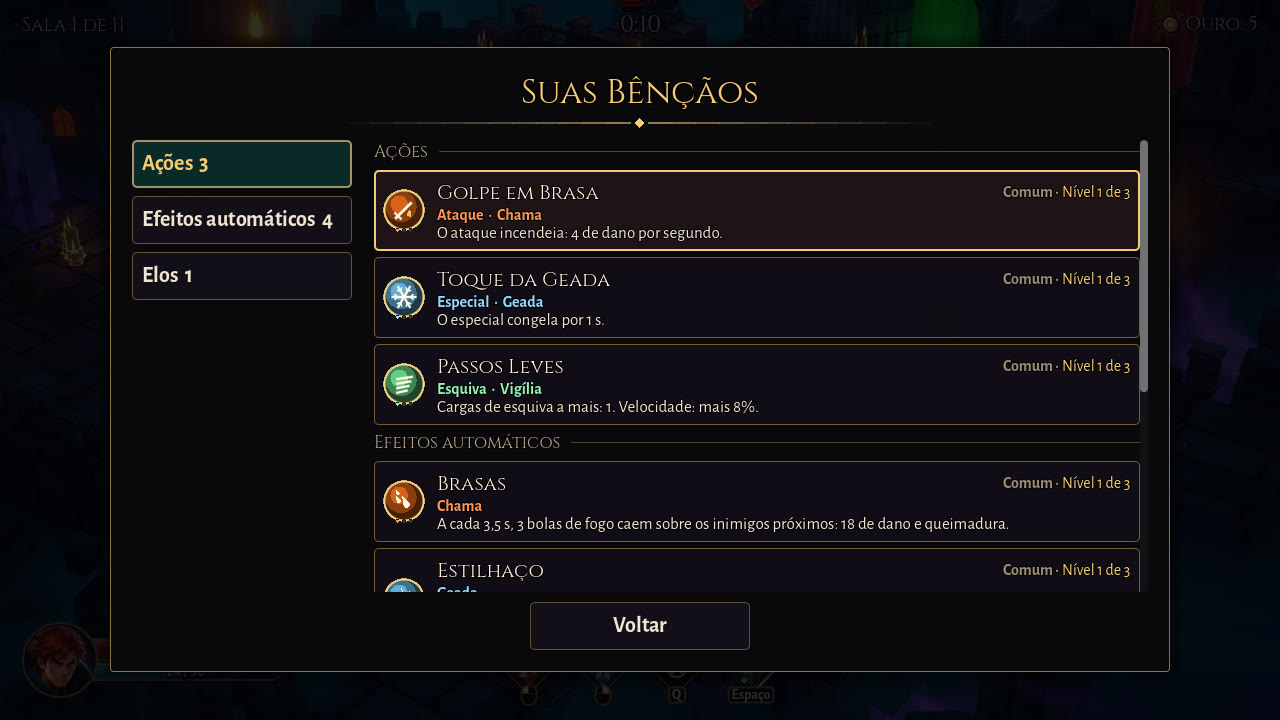 Sala 1 de 11
0:10
Ouro: 5
Suas Bênçãos
Ações 3
Efeitos automáticos 4
Elos 1
Ações
Golpe em Brasa
Comum · Nível 1 de 3
Ataque · Chama
O ataque incendeia: 4 de dano por segundo.
Toque da Geada
Comum · Nível 1 de 3
Especial · Geada
O especial congela por 1 s.
Passos Leves
Comum · Nível 1 de 3
Esquiva · Vigília
Cargas de esquiva a mais: 1. Velocidade: mais 8%.
Efeitos automáticos
Brasas
Comum · Nível 1 de 3
Chama
A cada 3,5 s, 3 bolas de fogo caem sobre os inimigos próximos: 18 de dano e queimadura.
Estilhaço
Comum · Nível 1 de 3
Geada
Voltar
Q
Espaço